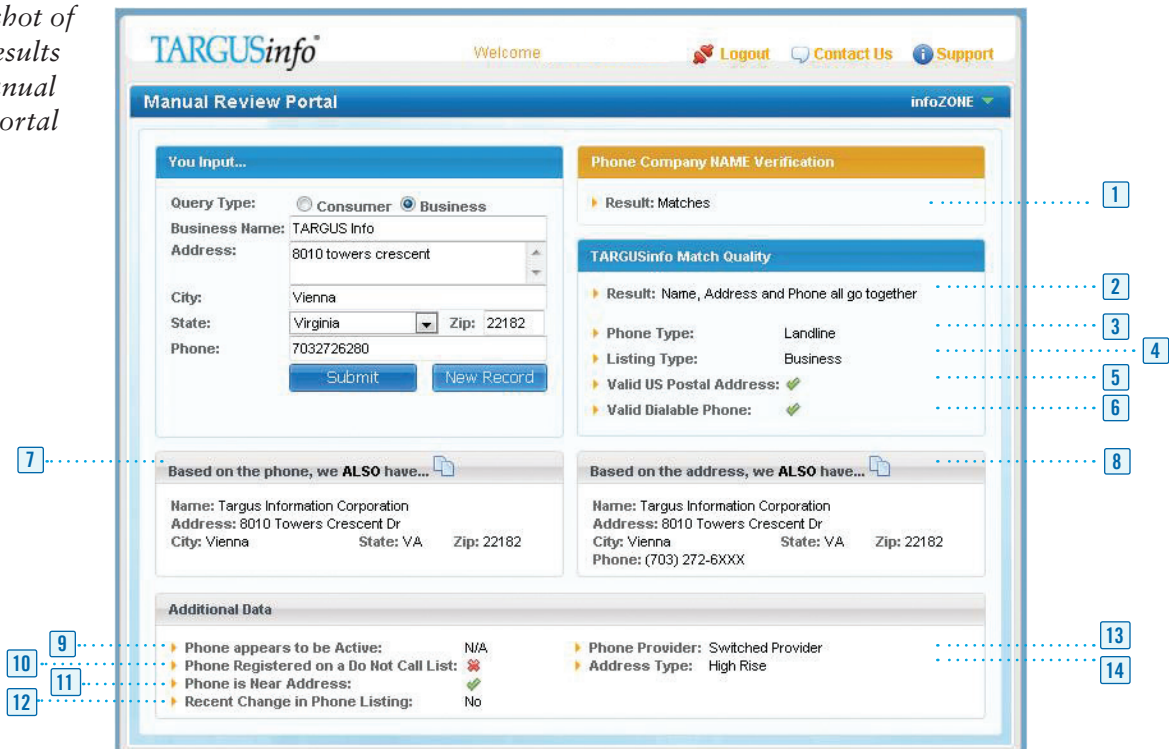 hot of
esults
nual
ortal
TARGUSinfo
Welcome
Logout
Contact Us
Support
Manual Review Portal
infoZONE
You Input...
Query Type: Consumer Business
Business Name: TARGUS Info
Address: 8010 towers crescent
City: Vienna
State: Virginia Zip: 22182
Phone: 7032726280
Submit New Record
Phone Company NAME Verification
Result: Matches
1
TARGUSinfo Match Quality
Result: Name, Address and Phone all go together
2
Phone Type: Landline
3
Listing Type: Business
4
Valid US Postal Address:
5
Valid Dialable Phone:
6
7
Based on the phone, we ALSO have...
Name: Targus Information Corporation
Address: 8010 Towers Crescent Dr
City: Vienna State: VA Zip: 22182
Based on the address, we ALSO have...
8
Name: Targus Information Corporation
Address: 8010 Towers Crescent Dr
City: Vienna State: VA Zip: 22182
Phone: (703) 272-6XXX
Additional Data
9
Phone appears to be Active: N/A
10
Phone Registered on a Do Not Call List:
11
Phone is Near Address:
12
Recent Change in Phone Listing: No
Phone Provider: Switched Provider
13
Address Type: High Rise
14